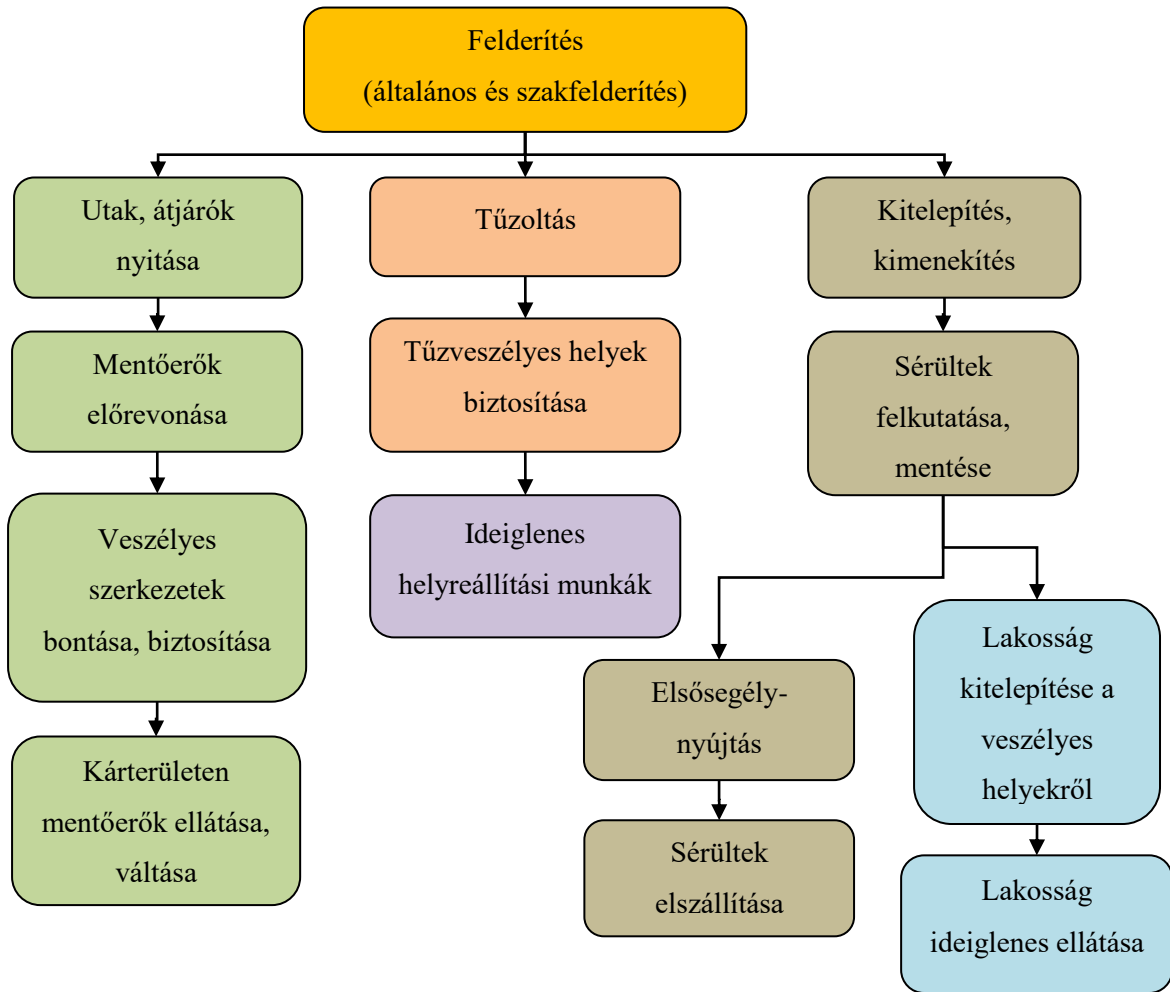 Felderítés
(általános és szakfelderítés)
Utak, átjárók
nyitása
Tűzoltás
Kitelepítés,
kimenekítés
Mentőerők
előrevonása
Tűzveszélyes helyek
biztosítása
Sérültek
felkutatása,
mentése
Veszélyes
szerkezetek
bontása, biztosítása
Ideiglenes
helyreállítási munkák
Kárterületen
mentőerők ellátása,
váltása
Elsősegély-
nyújtás
Lakosság
kitelepítése a
veszélyes
helyekről
Sérültek
elszállítása
Lakosság
ideiglenes ellátása